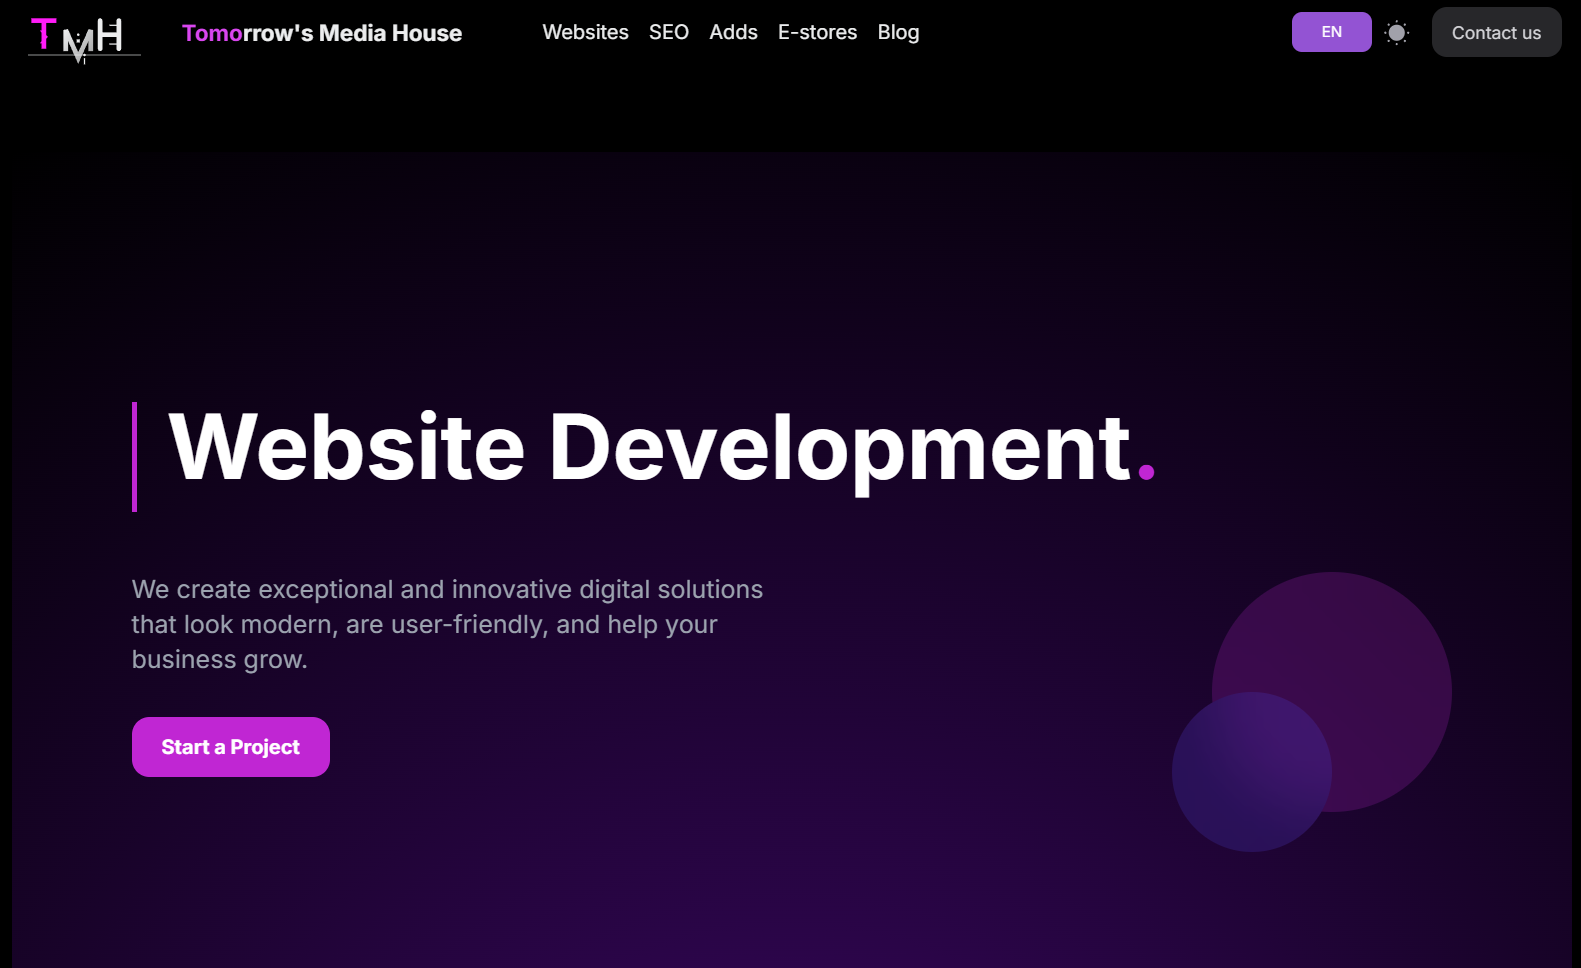 TMH
Tomorrow's Media House
Websites SEO Adds E-stores Blog
EN
Contact us
Website Development.
We create exceptional and innovative digital solutions
that look modern, are user-friendly, and help your
business grow.
Start a Project